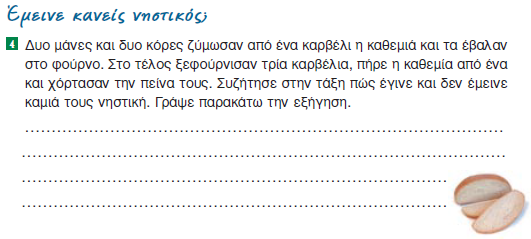 Έμεινε κανείς νηστικός;
4 Δυο μάνες και δυο κόρες ζύμωσαν από ένα καρβέλι η καθεμιά και τα έβαλαν
στο φούρνο. Στο τέλος ξεφούρνισαν τρία καρβέλια, πήρε η καθεμία από ένα
και χόρτασαν την πείνα τους. Συζήτησε στην τάξη πώς έγινε και δεν έμεινε
καμιά τους νηστική. Γράψε παρακάτω την εξήγηση.